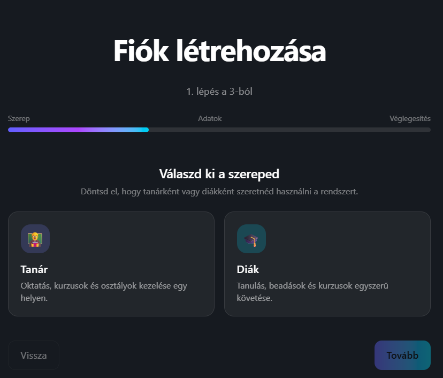 Fiók létrehozása
1. lépés a 3-ból
Szerep Adatok Véglegesítés
Válaszd ki a szereped
Döntsd el, hogy tanárként vagy diákként szeretnéd használni a rendszert.
Tanár
Oktatás, kurzusok és osztályok kezelése egy
helyen.
Diák
Tanulás, beadások és kurzusok egyszerű
követése.
Vissza
Tovább